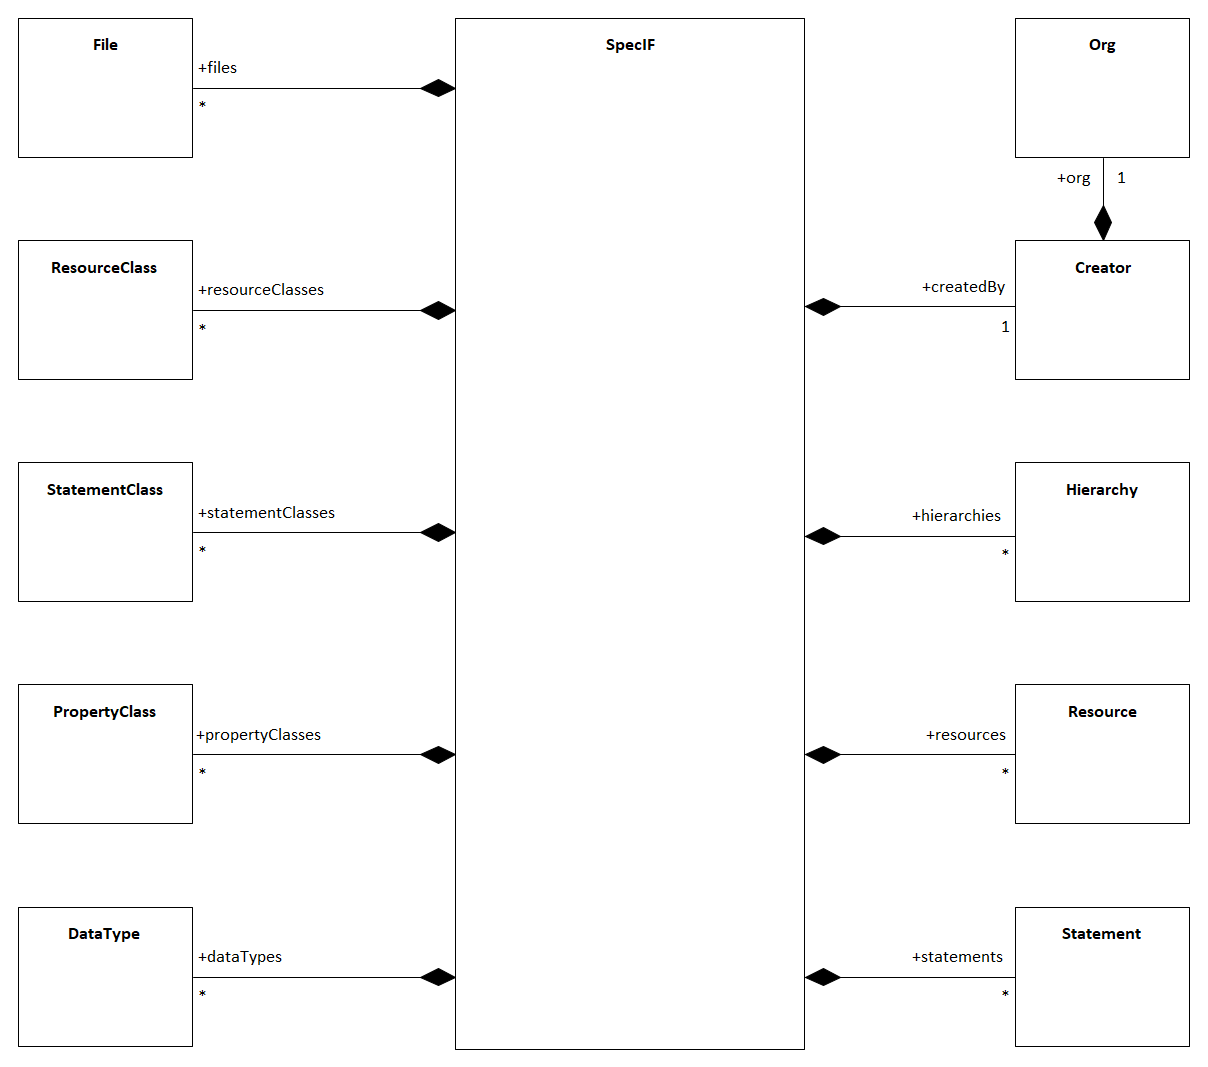 File
SpecIF
Org
+files
*
+org 1
ResourceClass
Creator
+resourceClasses
*
+createdBy
1
StatementClass
Hierarchy
+statementClasses
*
+hierarchies
*
PropertyClass
Resource
+propertyClasses
*
+resources
*
DataType
Statement
+dataTypes
*
+statements
*